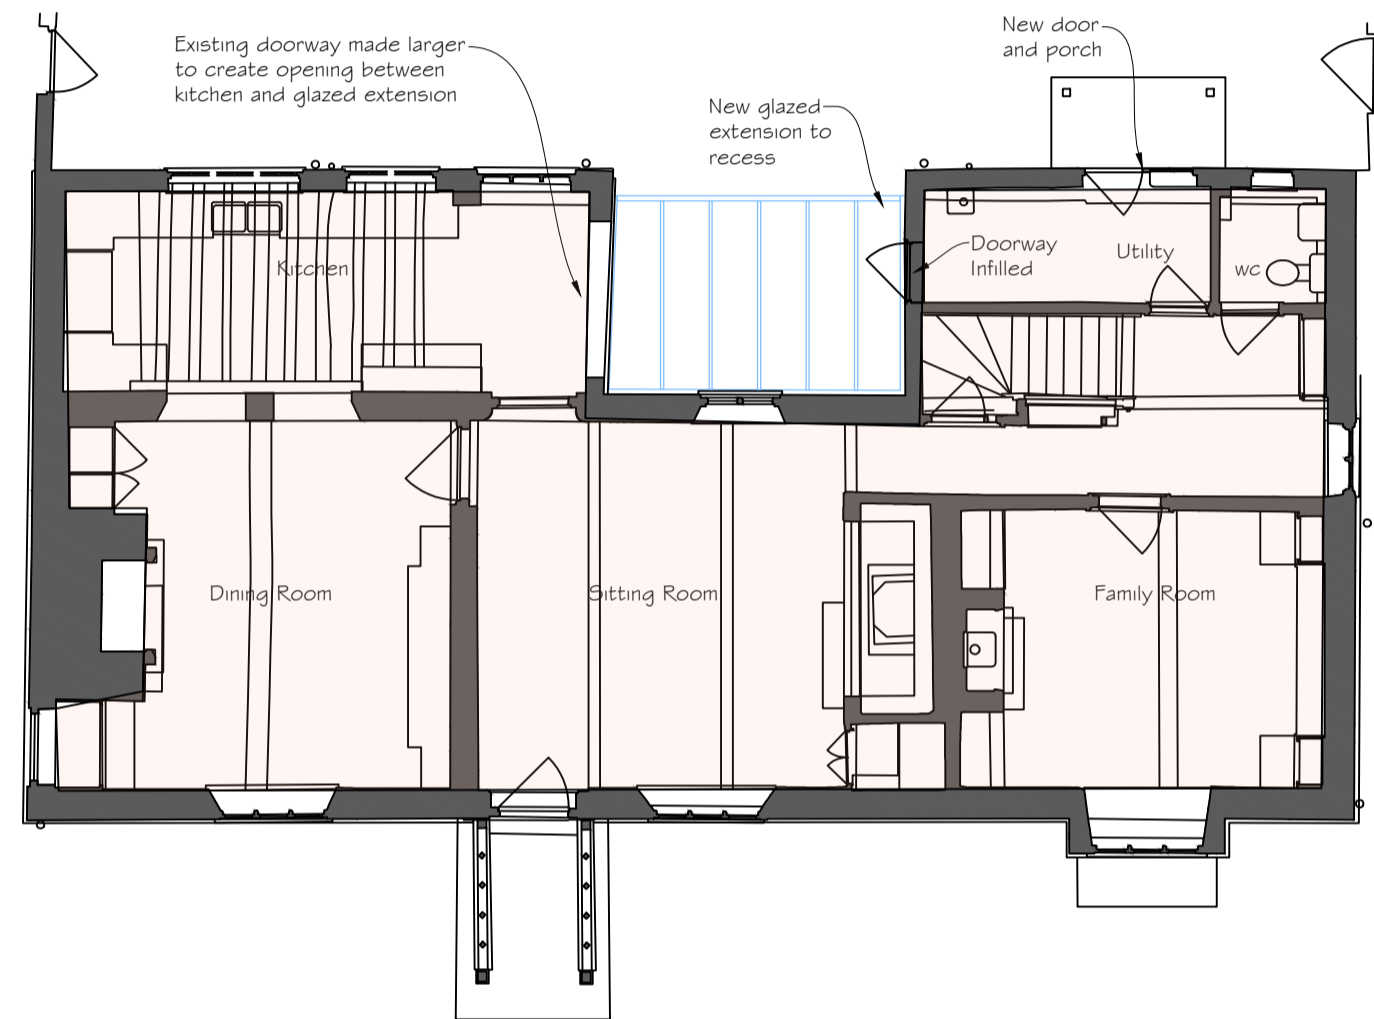 Existing doorway made larger
to create opening between
kitchen and glazed extension
New glazed
extension to
recess
New door
and porch
Doorway
Infilled
Utility
WC
Kitchen
Dining Room
Sitting Room
Family Room